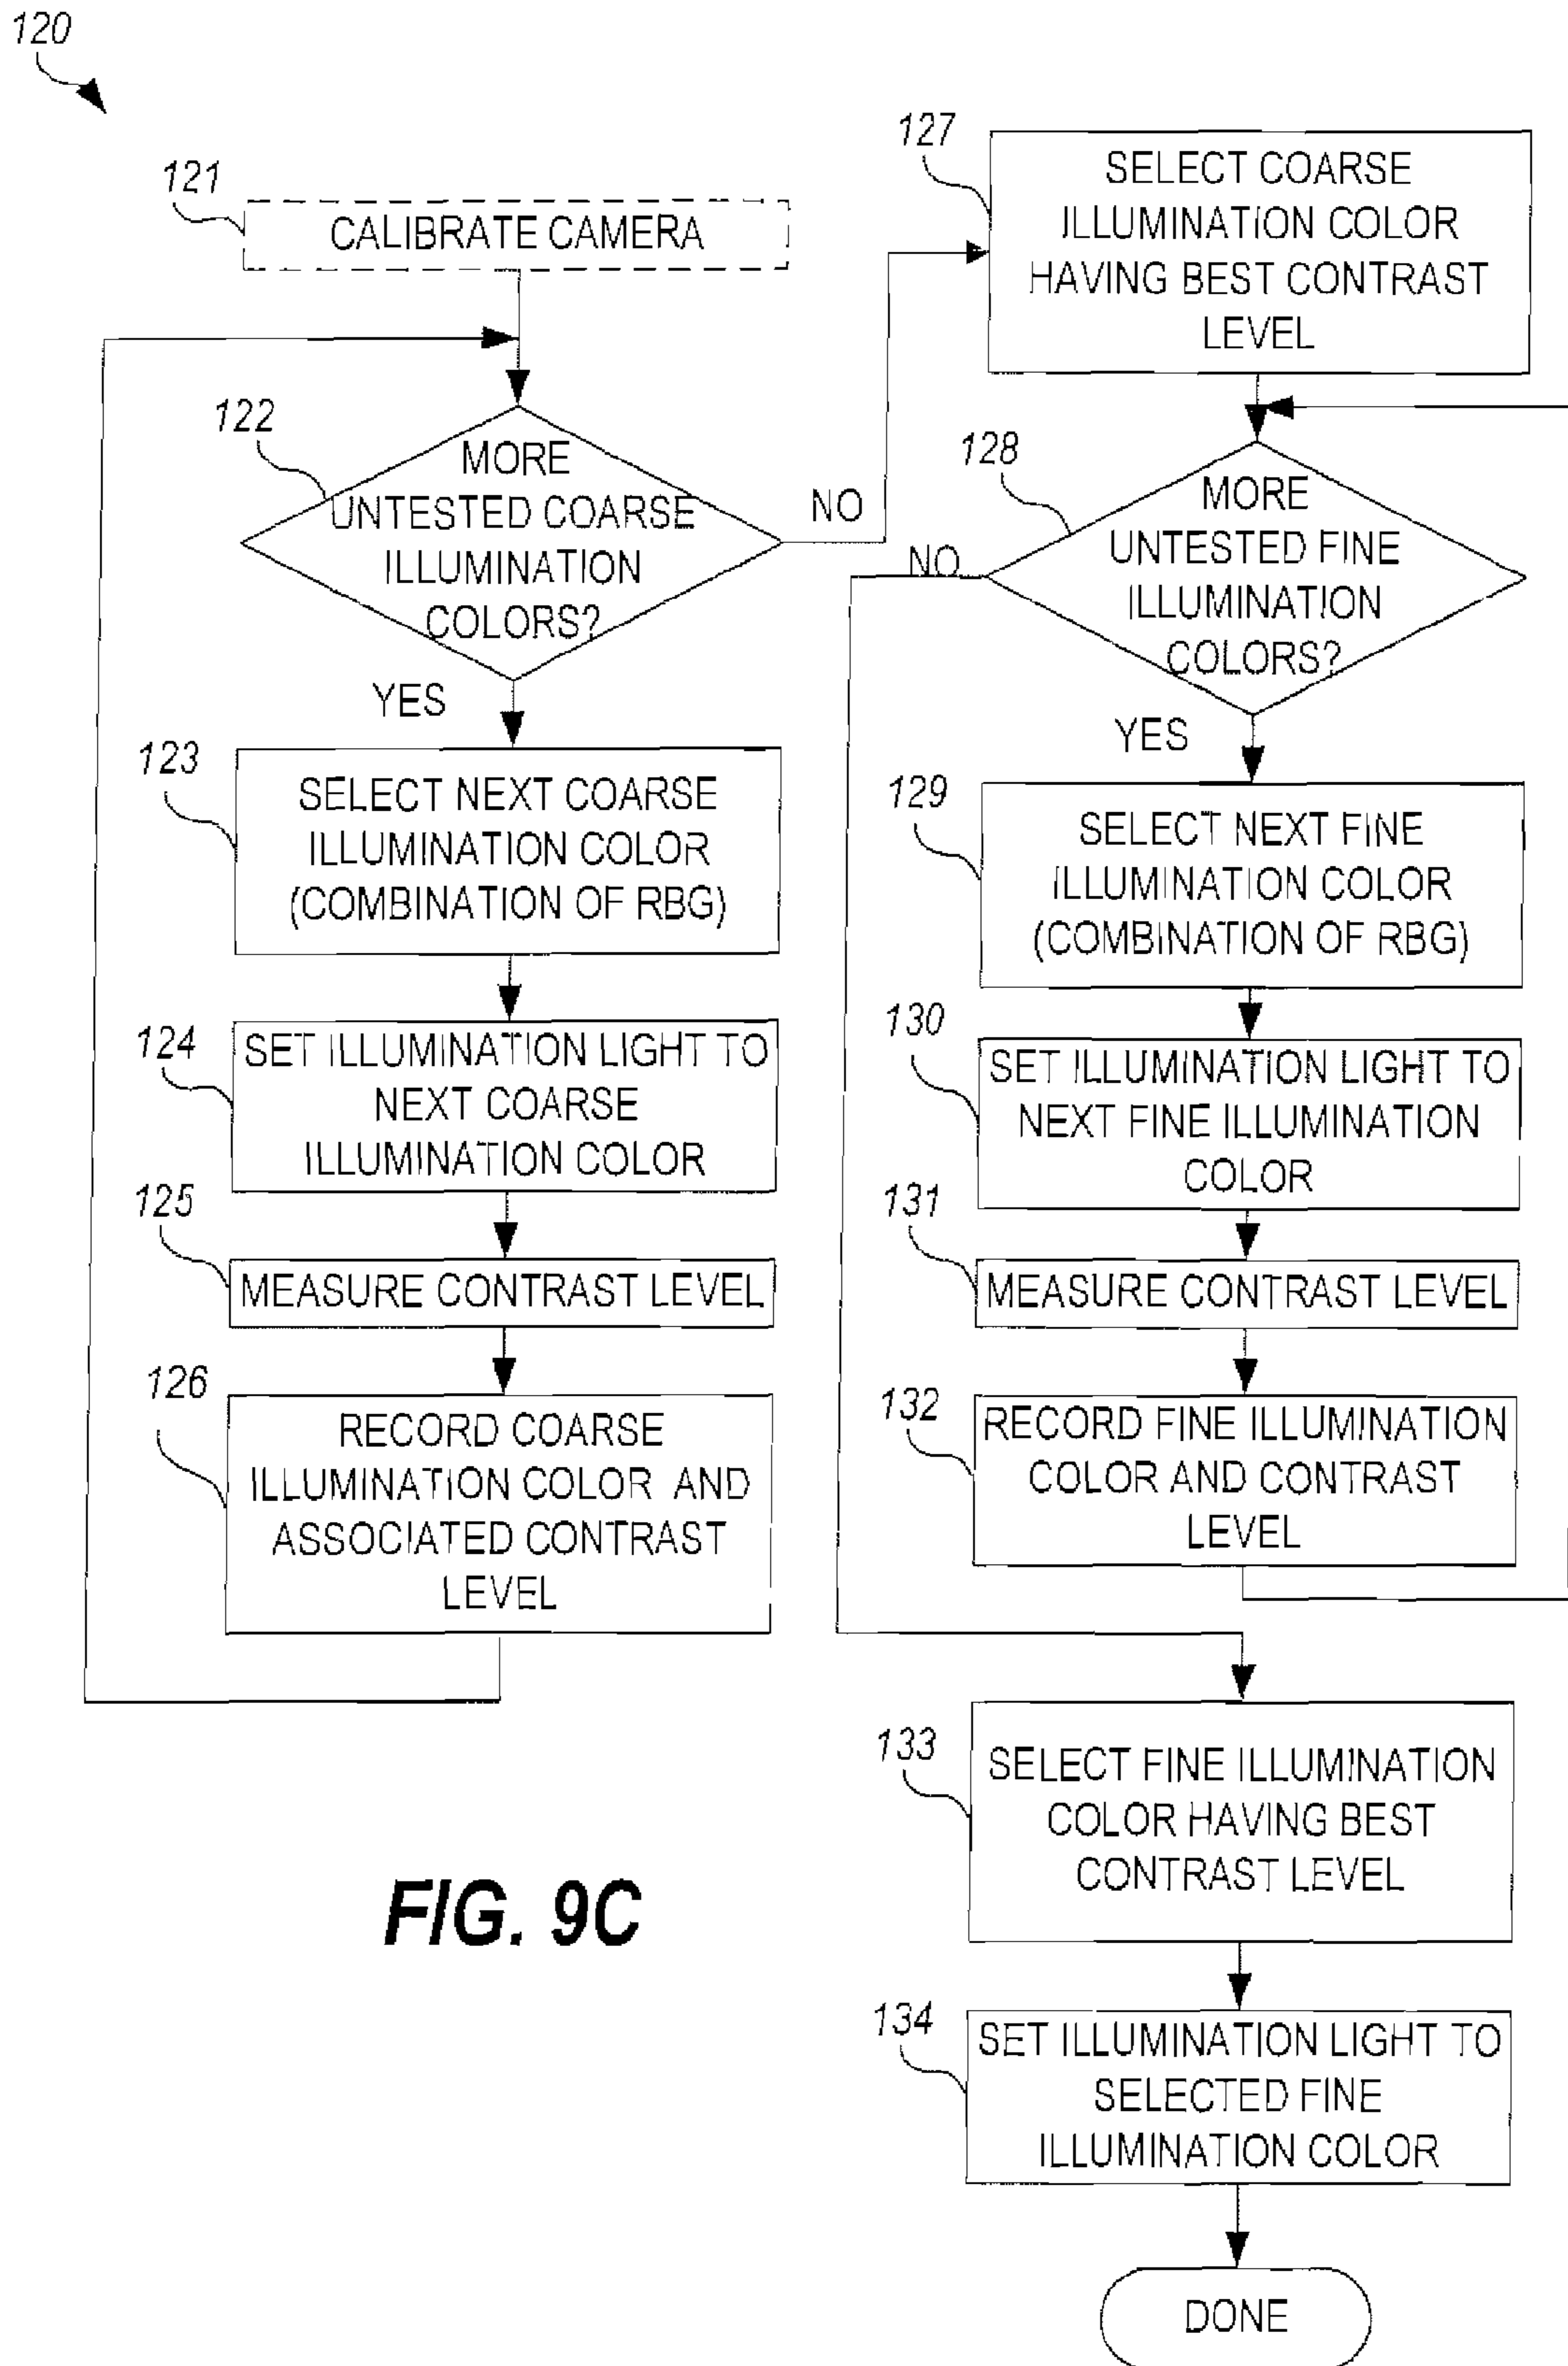 120
121
CALIBRATE CAMERA
122
MORE
UNTESTED COARSE
ILLUMINATION
COLORS?
NO
YES
123
SELECT NEXT COARSE
ILLUMINATION COLOR
(COMBINATION OF RBG)
124
SET ILLUMINATION LIGHT TO
NEXT COARSE
ILLUMINATION COLOR
125
MEASURE CONTRAST LEVEL
126
RECORD COARSE
ILLUMINATION COLOR AND
ASSOCIATED CONTRAST
LEVEL
127
SELECT COARSE
ILLUMINATION COLOR
HAVING BEST CONTRAST
LEVEL
128
MORE
UNTESTED FINE
ILLUMINATION
COLORS?
NO
YES
129
SELECT NEXT FINE
ILLUMINATION COLOR
(COMBINATION OF RBG)
130
SET ILLUMINATION LIGHT TO
NEXT FINE ILLUMINATION
COLOR
131
MEASURE CONTRAST LEVEL
132
RECORD FINE ILLUMINATION
COLOR AND CONTRAST
LEVEL
133
SELECT FINE ILLUMINATION
COLOR HAVING BEST
CONTRAST LEVEL
134
SET ILLUMINATION LIGHT TO
SELECTED FINE
ILLUMINATION COLOR
DONE
FIG. 9C